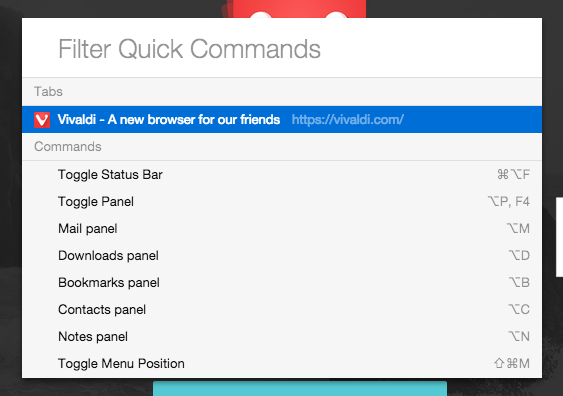 Filter Quick Commands
Tabs
Vivaldi - A new browser for our friends https://vivaldi.com/
Commands
Toggle Status Bar ⌘⌥F
Toggle Panel ⌥P, F4
Mail panel ⌥M
Downloads panel ⌥D
Bookmarks panel ⌥B
Contacts panel ⌥C
Notes panel ⌥N
Toggle Menu Position ⇧⌘M